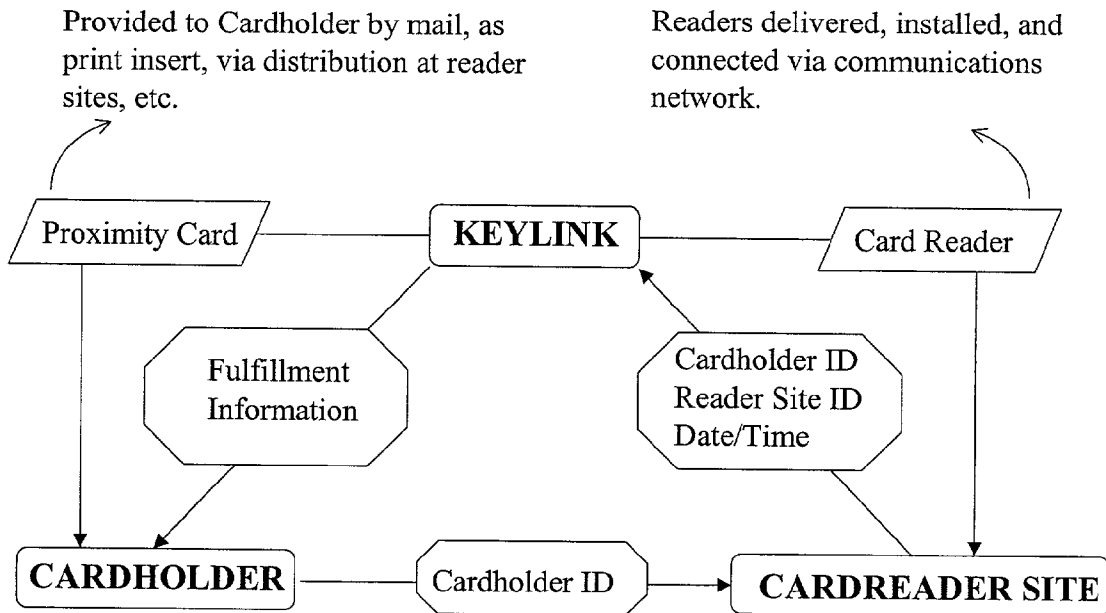 Provided to Cardholder by mail, as
print insert, via distribution at reader
sites, etc.
Readers delivered, installed, and
connected via communications
network.
Proximity Card
KEYLINK
Card Reader
Fulfillment
Information
Cardholder ID
Reader Site ID
Date/Time
CARDHOLDER
Cardholder ID
CARDREADER SITE